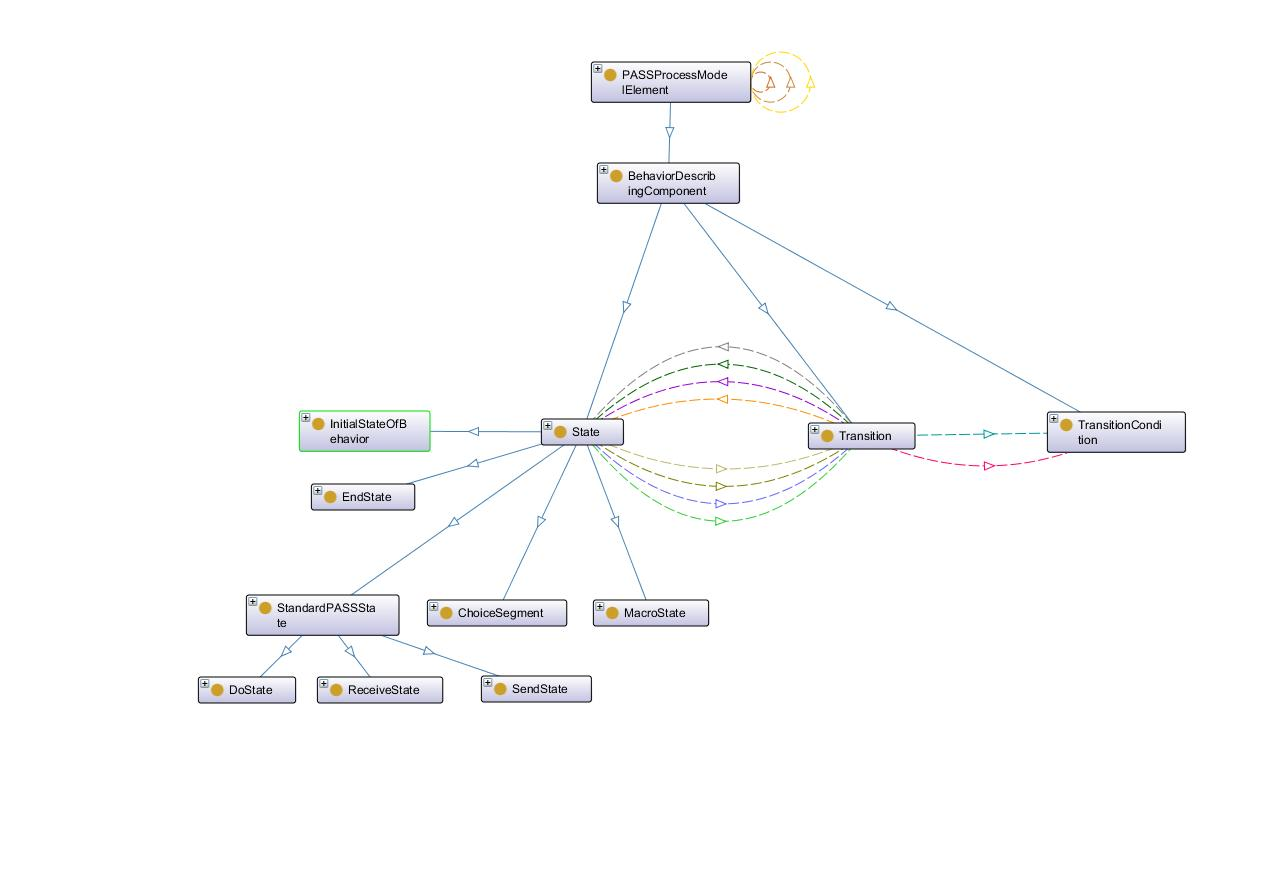 PASSProcessMode
lElement
BehaviorDescrib
ingComponent
InitialStateOfB
ehavior
State
Transition
TransitionCondi
tion
EndState
StandardPASSSta
te
ChoiceSegment
MacroState
DoState
ReceiveState
SendState